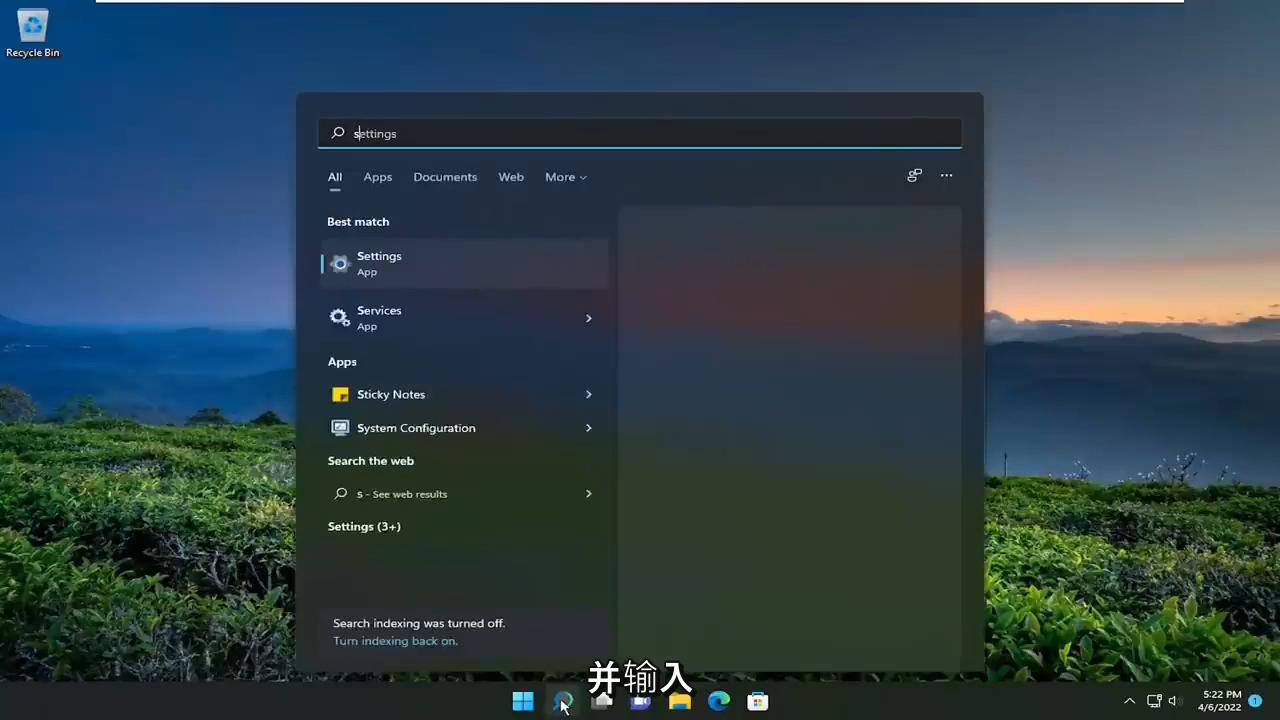 Recycle Bin
settings
All Apps Documents Web More
Best match
Settings
App
Services
App
Apps
Sticky Notes
System Configuration
Search the web
s - See web results
Settings (3+)
Search indexing was turned off.
Turn indexing back on.
并输入
5:22 PM
4/6/2022
1